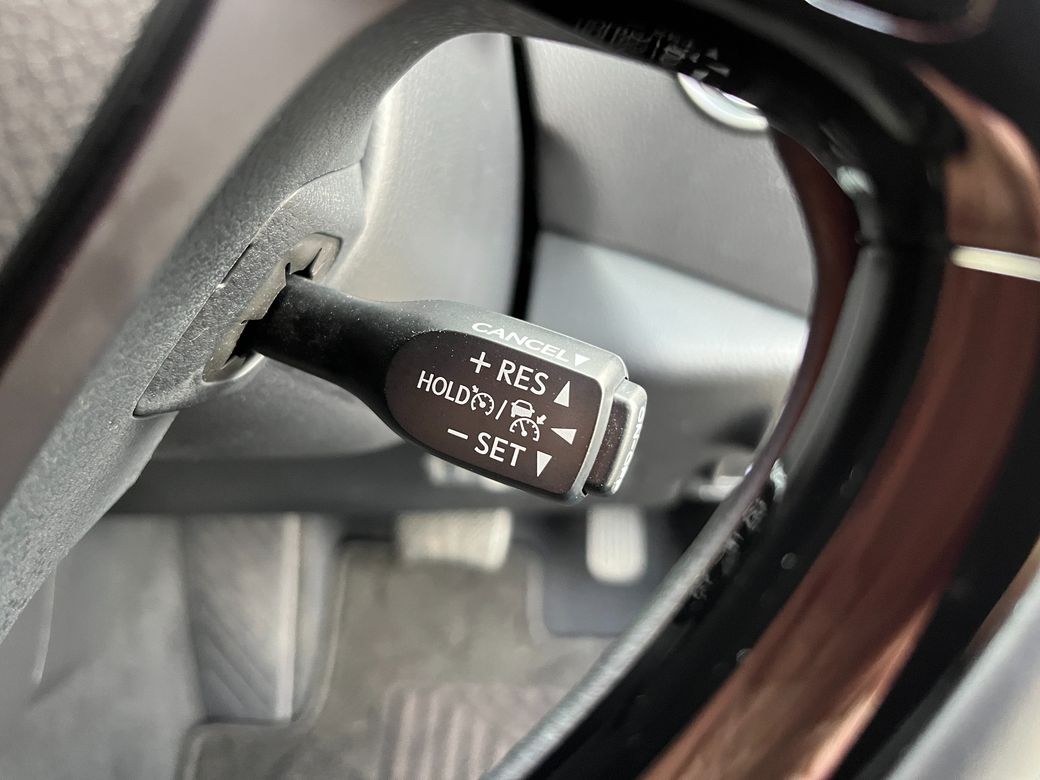 CANCEL▼
+ RES ▲
HOLD /
− SET ▼